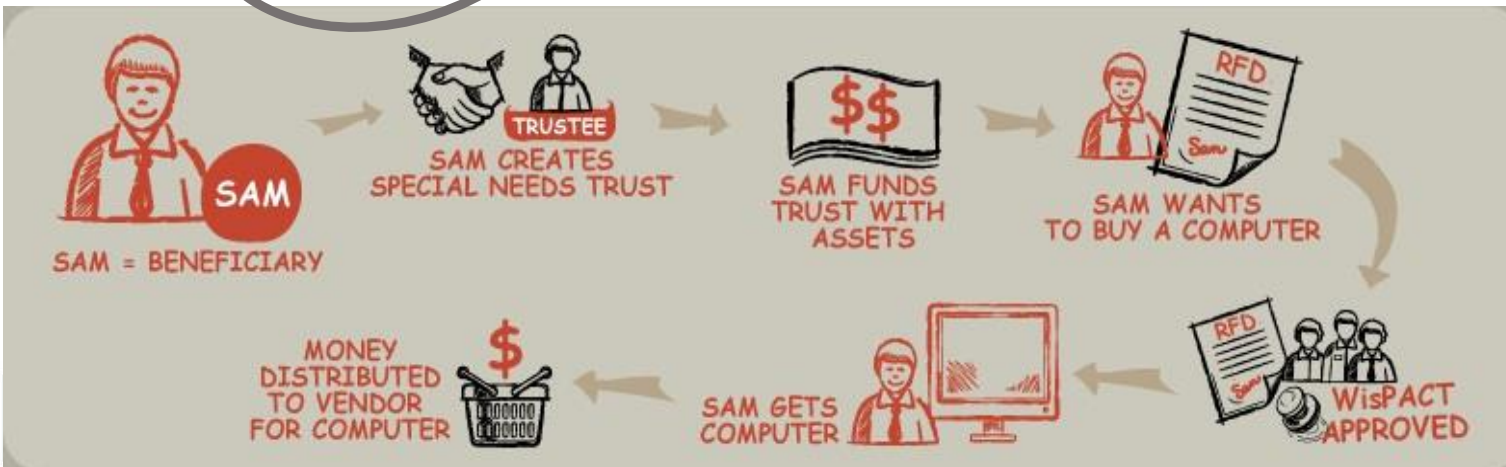 SAM
SAM = BENEFICIARY
TRUSTEE
SAM CREATES
SPECIAL NEEDS TRUST
$$
SAM FUNDS
TRUST WITH
ASSETS
RFD
Sam
SAM WANTS
TO BUY A COMPUTER
RFD
Sam
WisPACT
APPROVED
SAM GETS
COMPUTER
$
MONEY
DISTRIBUTED
TO VENDOR
FOR COMPUTER